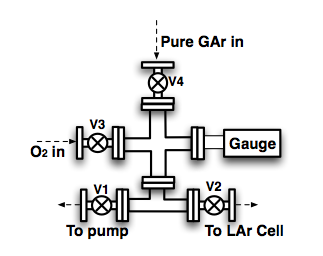 Pure GAr in
V4
V3
O2 in
Gauge
V1
V2
To pump
To LAr Cell